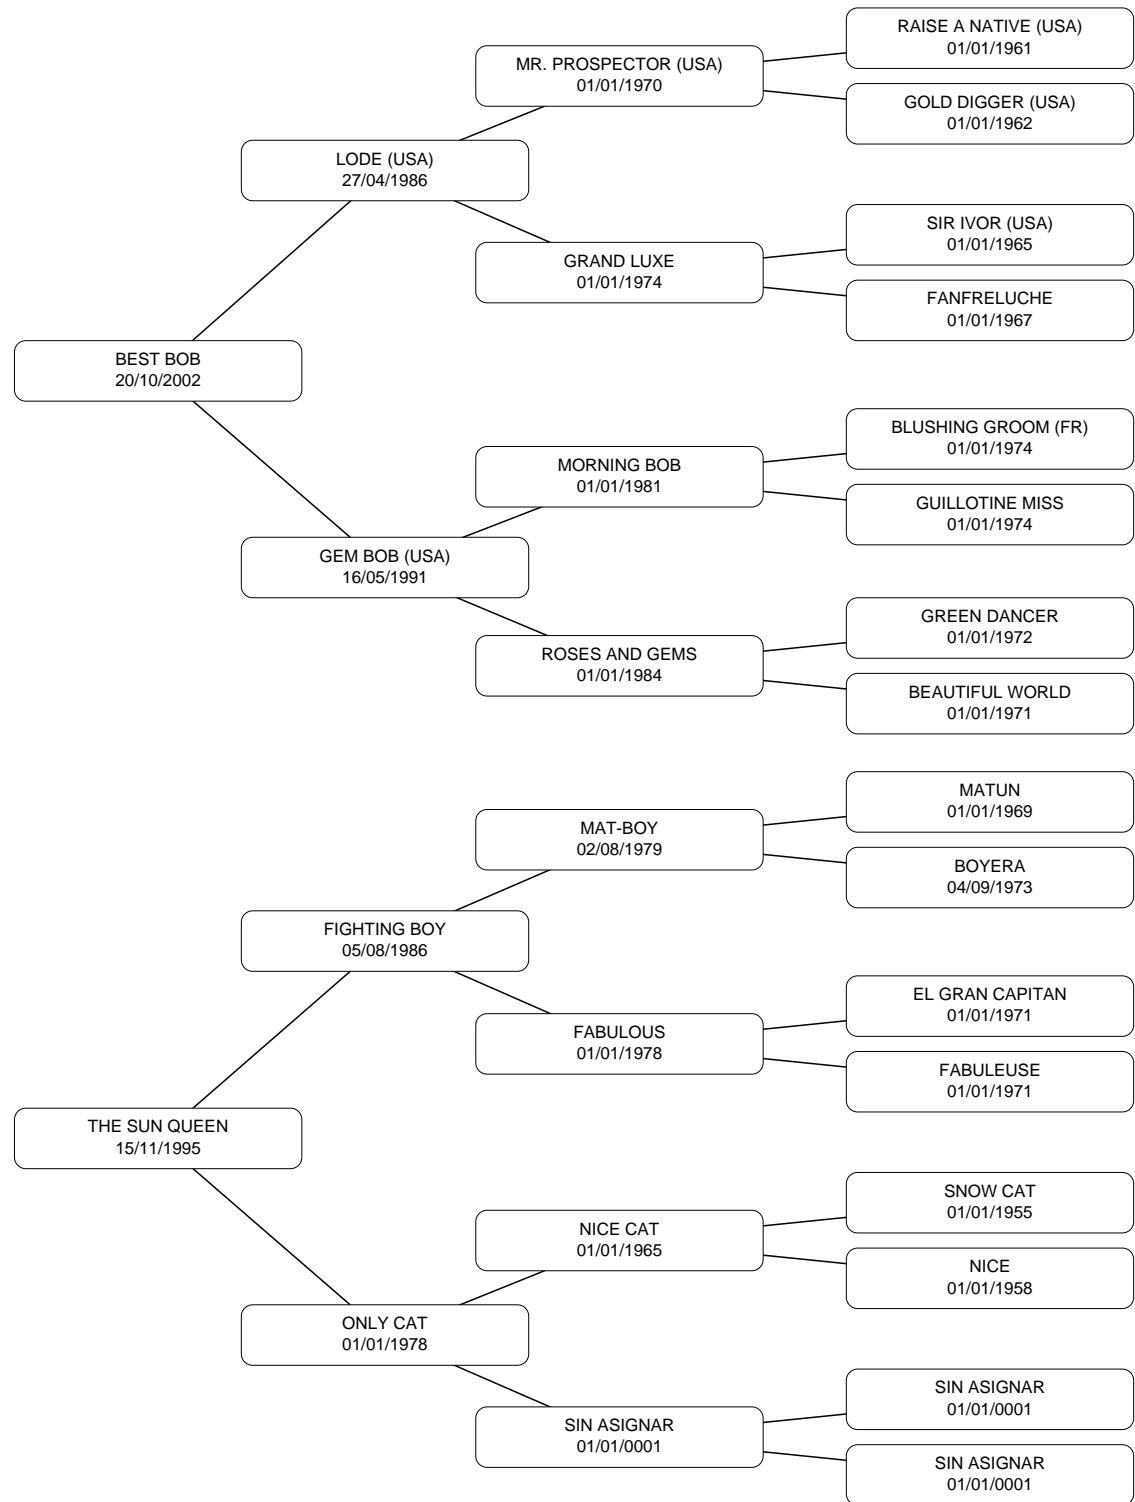 RAISE A NATIVE (USA)
01/01/1961
MR. PROSPECTOR (USA)
01/01/1970
GOLD DIGGER (USA)
01/01/1962
LODE (USA)
27/04/1986
SIR IVOR (USA)
01/01/1965
GRAND LUXE
01/01/1974
FANFRELUCHE
01/01/1967
BEST BOB
20/10/2002
BLUSHING GROOM (FR)
01/01/1974
MORNING BOB
01/01/1981
GUILLOTINE MISS
01/01/1974
GEM BOB (USA)
16/05/1991
GREEN DANCER
01/01/1972
ROSES AND GEMS
01/01/1984
BEAUTIFUL WORLD
01/01/1971
MATUN
01/01/1969
MAT-BOY
02/08/1979
BOYERA
04/09/1973
FIGHTING BOY
05/08/1986
EL GRAN CAPITAN
01/01/1971
FABULOUS
01/01/1978
FABULEUSE
01/01/1971
THE SUN QUEEN
15/11/1995
SNOW CAT
01/01/1955
NICE CAT
01/01/1965
NICE
01/01/1958
ONLY CAT
01/01/1978
SIN ASIGNAR
01/01/0001
SIN ASIGNAR
01/01/0001
SIN ASIGNAR
01/01/0001